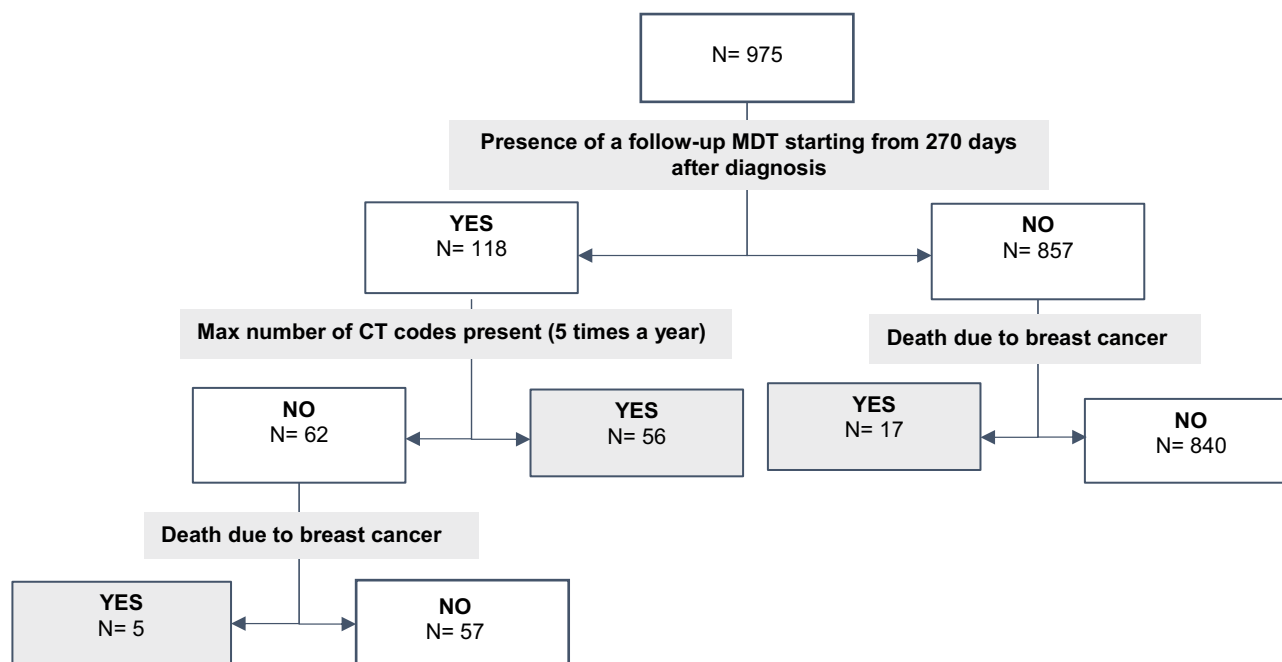 N= 975
Presence of a follow-up MDT starting from 270 days
after diagnosis
YES
N= 118
NO
N= 857
Max number of CT codes present (5 times a year)
Death due to breast cancer
NO
N= 62
YES
N= 56
YES
N= 17
NO
N= 840
Death due to breast cancer
YES
N= 5
NO
N= 57